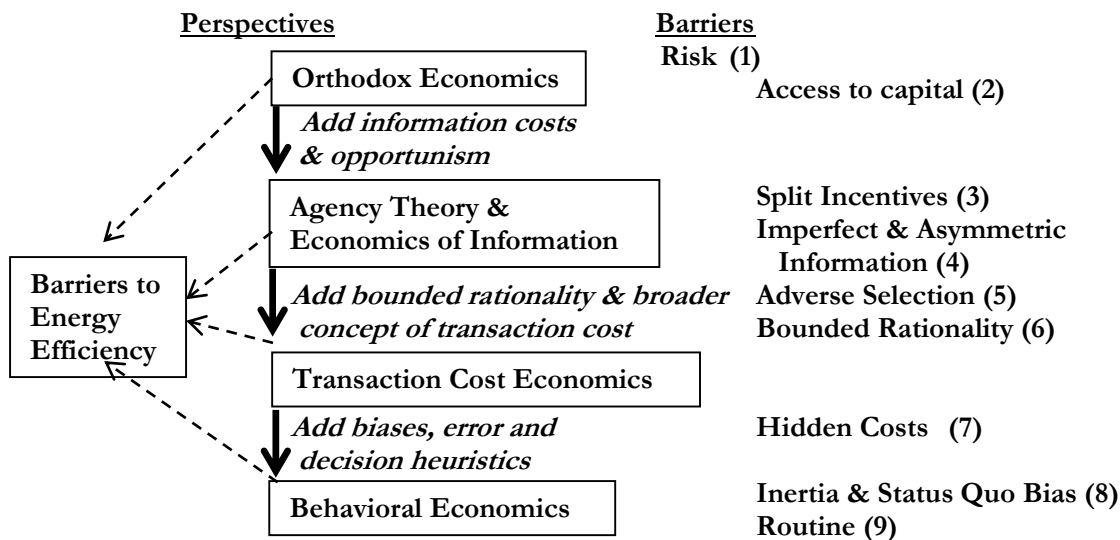 Perspectives Barriers
Risk (1)
Orthodox Economics
Access to capital (2)
Add information costs
& opportunism
Split Incentives (3)
Agency Theory &
Imperfect & Asymmetric
Economics of Information
Information (4)
Barriers to
Energy
Efficiency
Add bounded rationality & broader
concept of transaction cost
Adverse Selection (5)
Bounded Rationality (6)
Transaction Cost Economics
Add biases, error and
decision heuristics
Hidden Costs (7)
Behavioral Economics
Inertia & Status Quo Bias (8)
Routine (9)